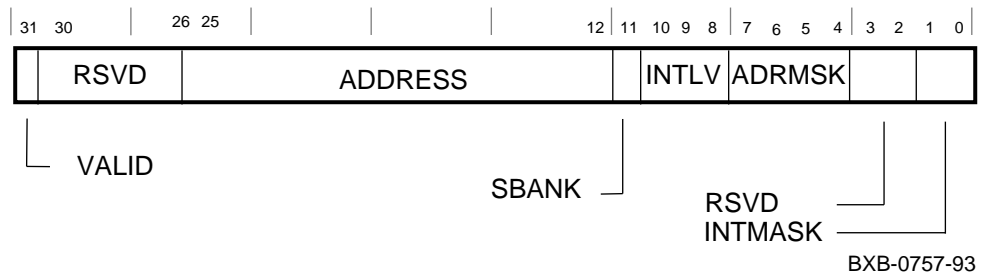 31 30 26 25 12 11 10 9 8 7 6 5 4 3 2 1 0
RSVD ADDRESS INTLV ADRMSK
VALID
SBANK
RSVD
INTMASK
BXB-0757-93